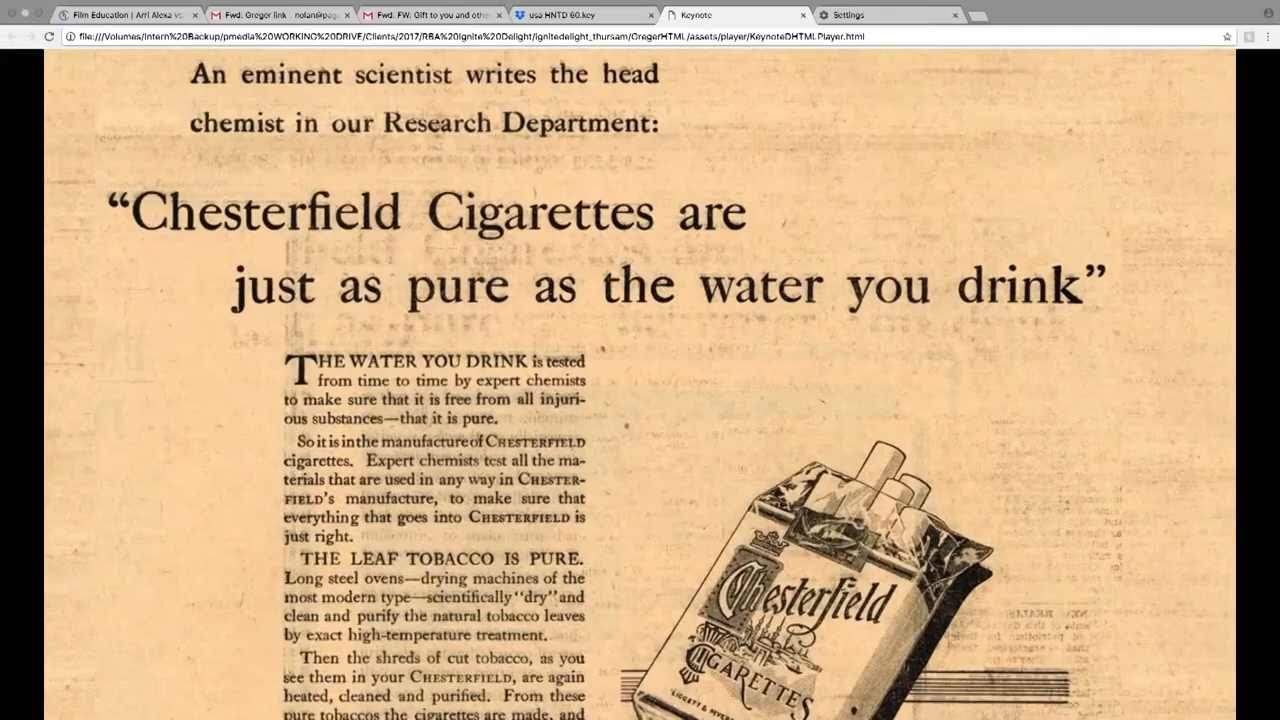 Film Education | Arri Alexa vs.
Fwd: Greger link
nolan@pag
Fwd: FW: Gift to you and othe
usa HNTD 60.key
Keynote
Settings
file:///Volumes/Intern%20Backup/pmedia%20WORKING%20DRIVE/Clients/2017/RBA%20Ignite%20Delight/ignitedelight_thursam/GregerHTML/assets/player/KeynoteDHTMLPlayer.html
An eminent scientist writes the head
chemist in our Research Department:
“Chesterfield Cigarettes are
just as pure as the water you drink”
THE WATER YOU DRINK is tested
from time to time by expert chemists
to make sure that it is free from all injuri-
ous substances—that it is pure.
So it is in the manufacture of CHESTERFIELD
cigarettes. Expert chemists test all the ma-
terials that are used in any way in CHESTER-
FIELD'S manufacture, to make sure that
everything that goes into CHESTERFIELD is
just right.
THE LEAF TOBACCO IS PURE.
Long steel ovens—drying machines of the
most modern type—scientifically “dry” and
clean and purify the natural tobacco leaves
by exact high-temperature treatment.
Then the shreds of cut tobacco, as you
see them in your CHESTERFIELD, are again
heated, cleaned and purified. From these
pure tobaccos the cigarettes are made, and
Chesterfield
CIGARETTES
LIGGETT & MYERS